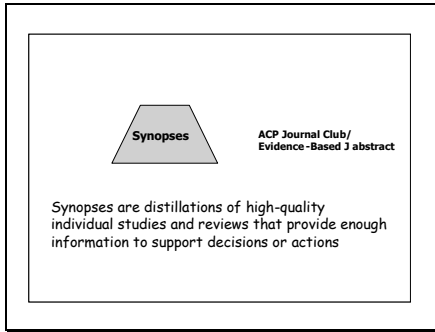 Synopses
ACP Journal Club/
Evidence-Based J abstract
Synopses are distillations of high-quality
individual studies and reviews that provide enough
information to support decisions or actions